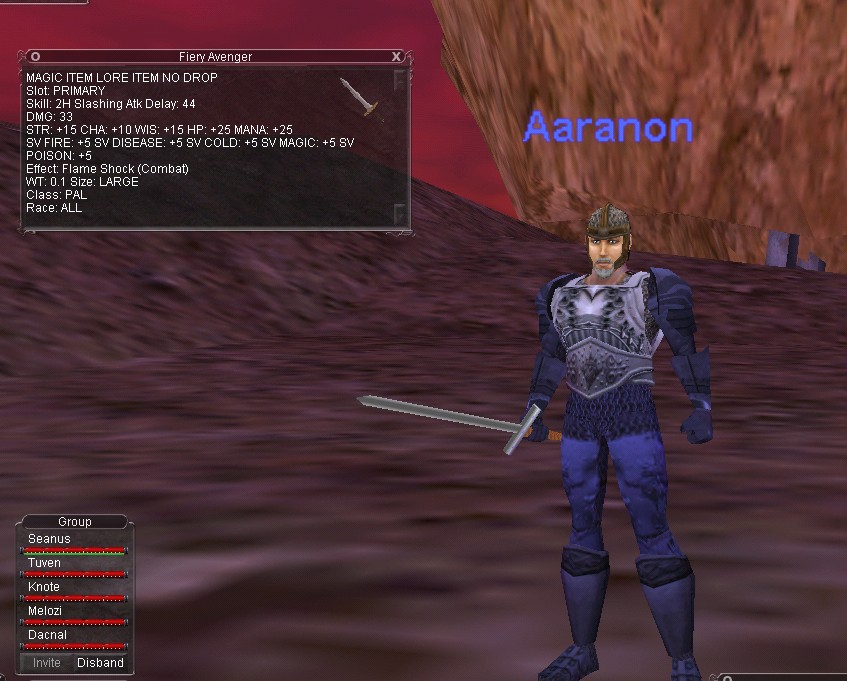 Fiery Avenger
MAGIC ITEM LORE ITEM NO DROP
Slot: PRIMARY
Skill: 2H Slashing Atk Delay: 44
DMG: 33
STR: +15 CHA: +10 WIS: +15 HP: +25 MANA: +25
SV FIRE: +5 SV DISEASE: +5 SV COLD: +5 SV MAGIC: +5 SV
POISON: +5
Effect: Flame Shock (Combat)
WT: 0.1 Size: LARGE
Class: PAL
Race: ALL
Aaranon
Group
Seanus
Tuven
Knote
Melozi
Dacnal
Invite Disband